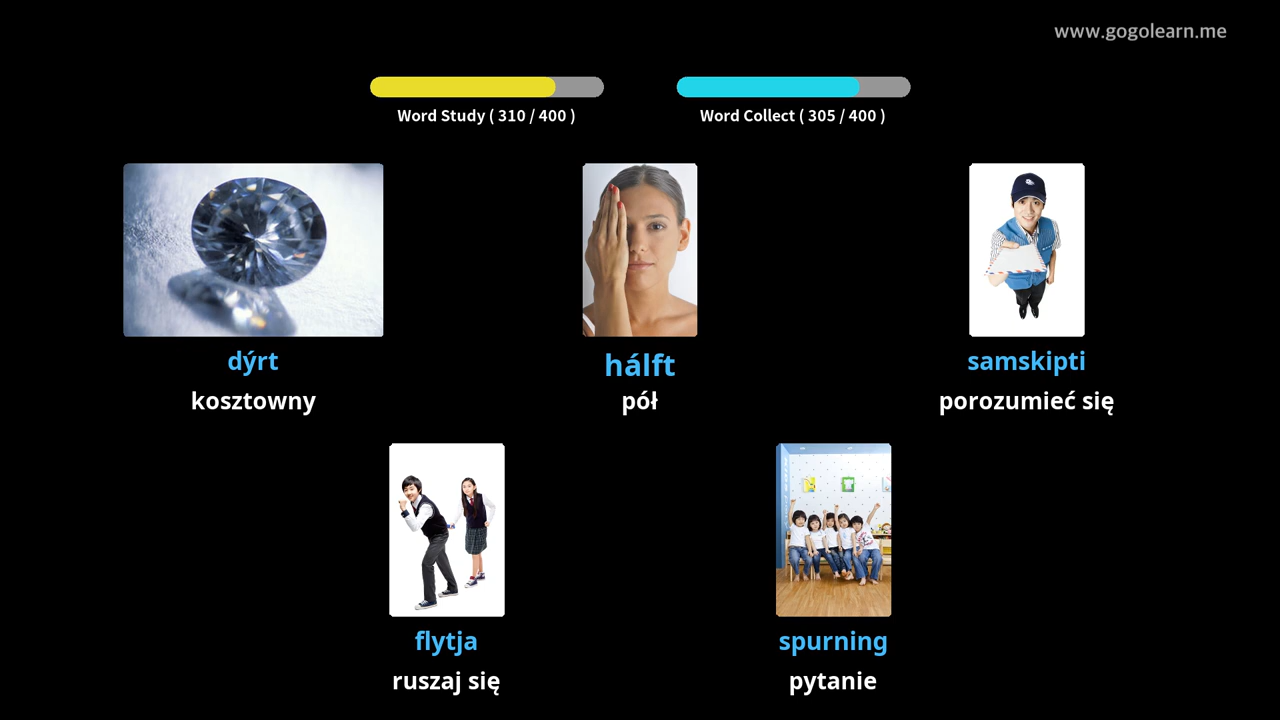 www.gogolearn.me
Word Study ( 310 / 400 )
Word Collect ( 305 / 400 )
dýrt
hálft
samskipti
kosztowny
pół
porozumieć się
flytja
spurning
ruszaj się
pytanie